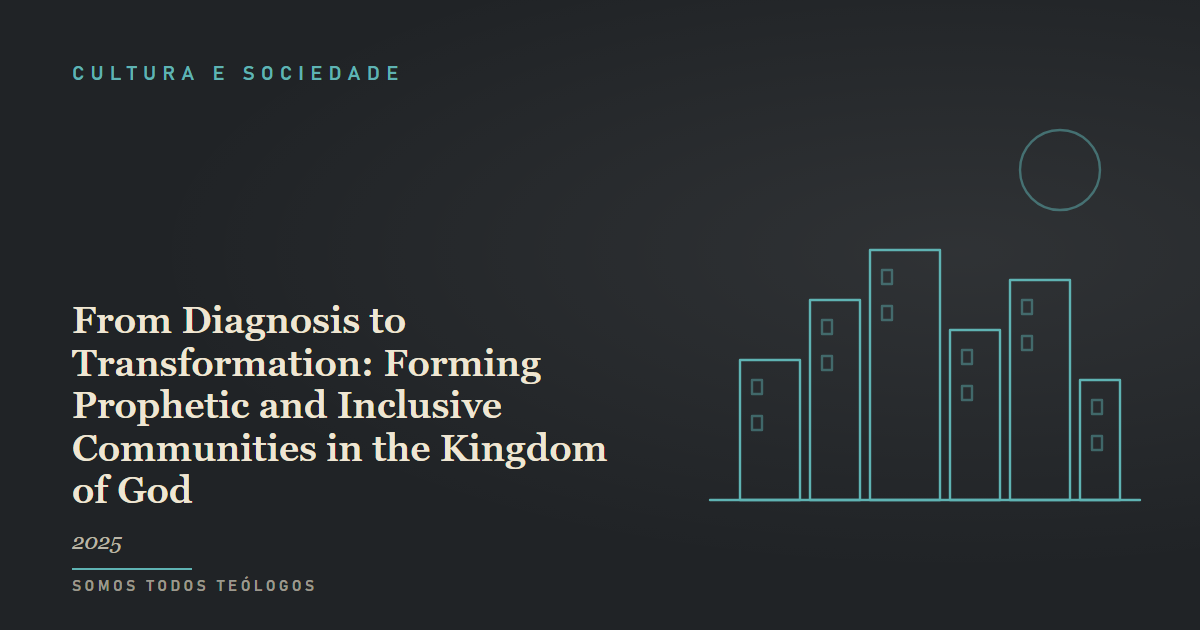 CULTURA E SOCIEDADE
From Diagnosis to
Transformation: Forming
Prophetic and Inclusive
Communities in the Kingdom
of God
2025
SOMOS TODOS TEÓLOGOS